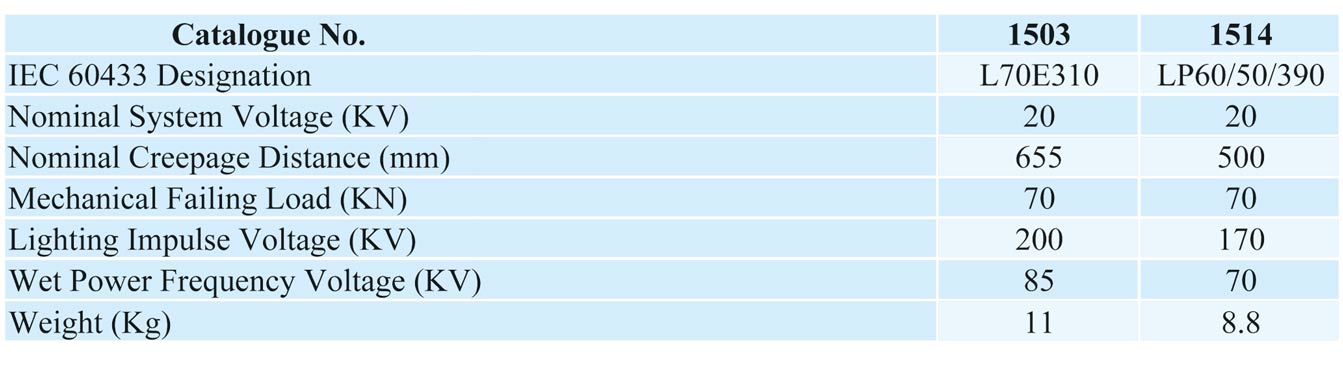 Catalogue No. 1503 1514
IEC 60433 Designation L70E310 LP60/50/390
Nominal System Voltage (KV) 20 20
Nominal Creepage Distance (mm) 655 500
Mechanical Failing Load (KN) 70 70
Lighting Impulse Voltage (KV) 200 170
Wet Power Frequency Voltage (KV) 85 70
Weight (Kg) 11 8.8